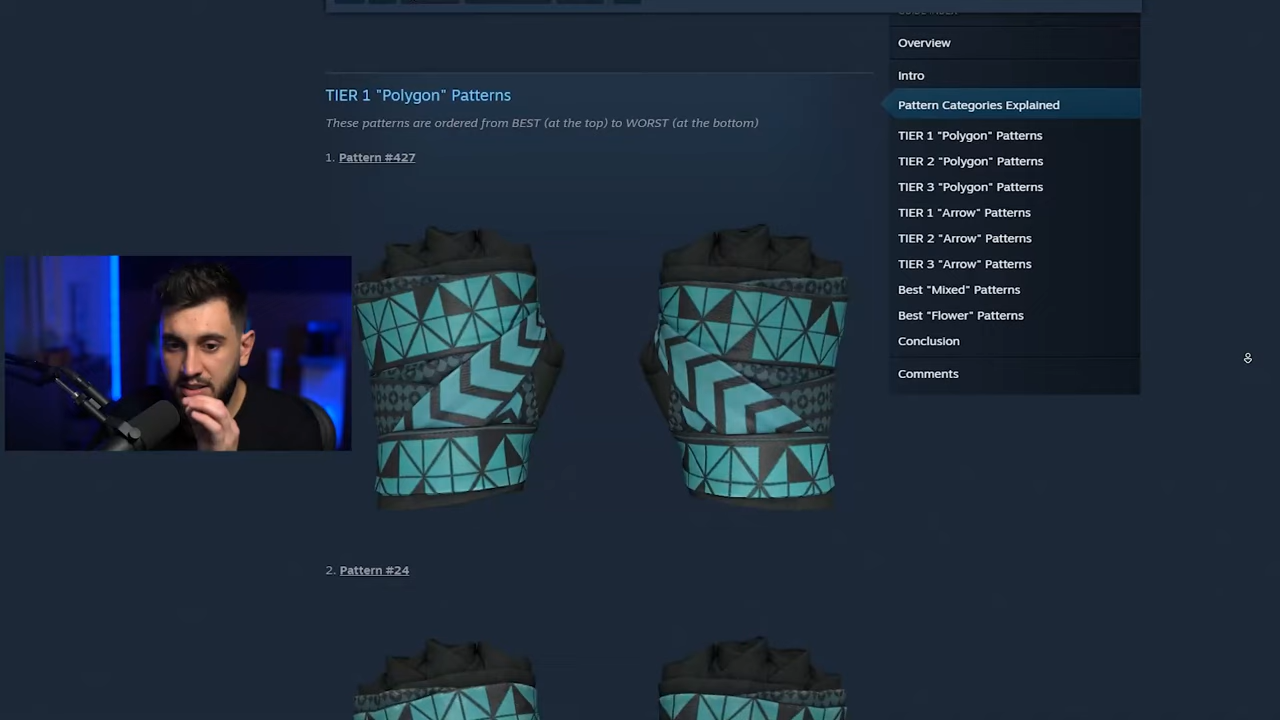 Overview
TIER 1 "Polygon" Patterns
Intro
These patterns are ordered from BEST (at the top) to WORST (at the bottom)
Pattern Categories Explained
1. Pattern #427
TIER 1 "Polygon" Patterns
TIER 2 "Polygon" Patterns
TIER 3 "Polygon" Patterns
TIER 1 "Arrow" Patterns
TIER 2 "Arrow" Patterns
TIER 3 "Arrow" Patterns
Best "Mixed" Patterns
Best "Flower" Patterns
Conclusion
Comments
2. Pattern #24